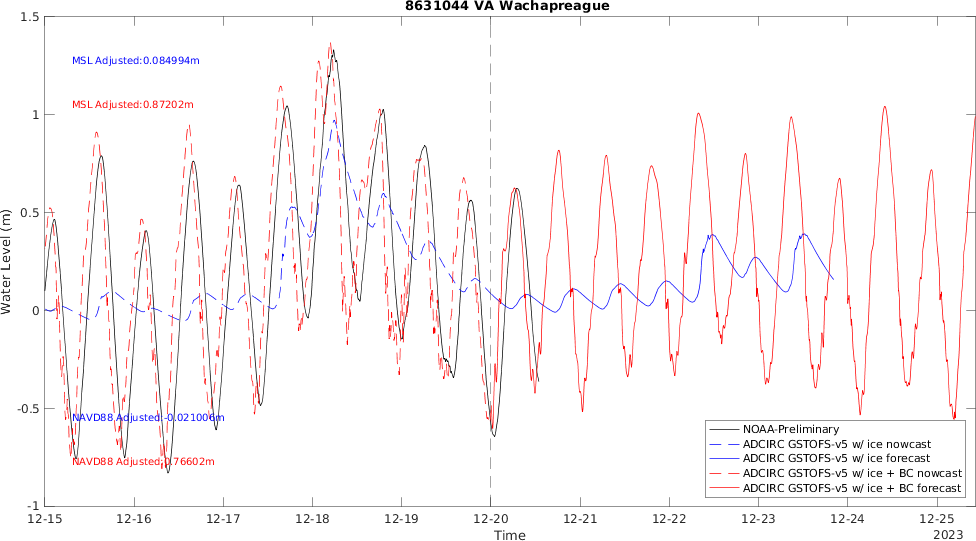 8631044 VA Wachapreague
1.5
1
0.5
0
-0.5
-1
Water Level (m)
MSL Adjusted:0.084994m
MSL Adjusted:0.87202m
NAVD88 Adjusted:-0.021006m
NAVD88 Adjusted:0.76602m
NOAA-Preliminary
ADCIRC GSTOFS-v5 w/ ice nowcast
ADCIRC GSTOFS-v5 w/ ice forecast
ADCIRC GSTOFS-v5 w/ ice + BC nowcast
ADCIRC GSTOFS-v5 w/ ice + BC forecast
12-15 12-16 12-17 12-18 12-19 12-20 12-21 12-22 12-23 12-24 12-25
Time
2023